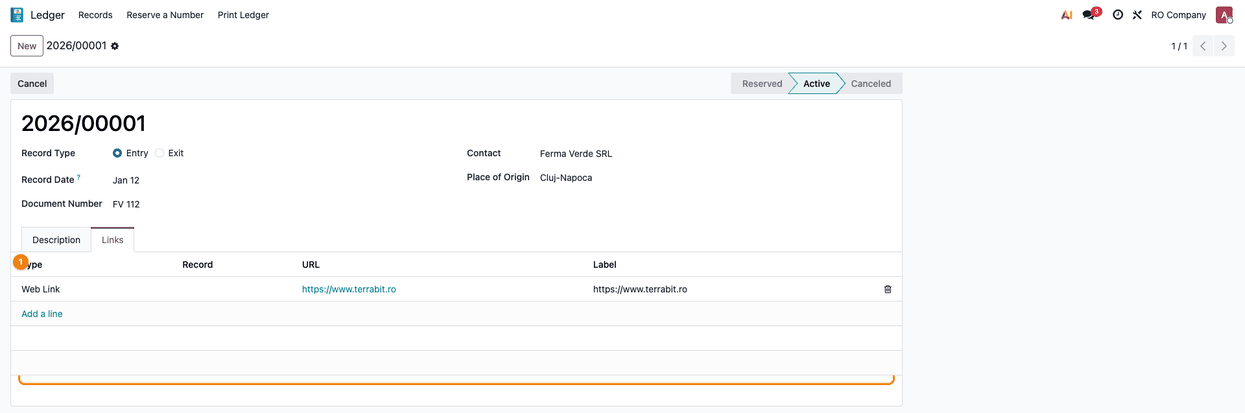 Ledger Records Reserve a Number Print Ledger AI 3 RO Company A
New 2026/00001 1 / 1
Cancel Reserved Active Canceled
2026/00001
Record Type Entry Exit Contact Ferma Verde SRL
Record Date ? Jan 12 Place of Origin Cluj-Napoca
Document Number FV 112
Description Links
1 ype Record URL Label
Web Link https://www.terrabit.ro https://www.terrabit.ro
Add a line